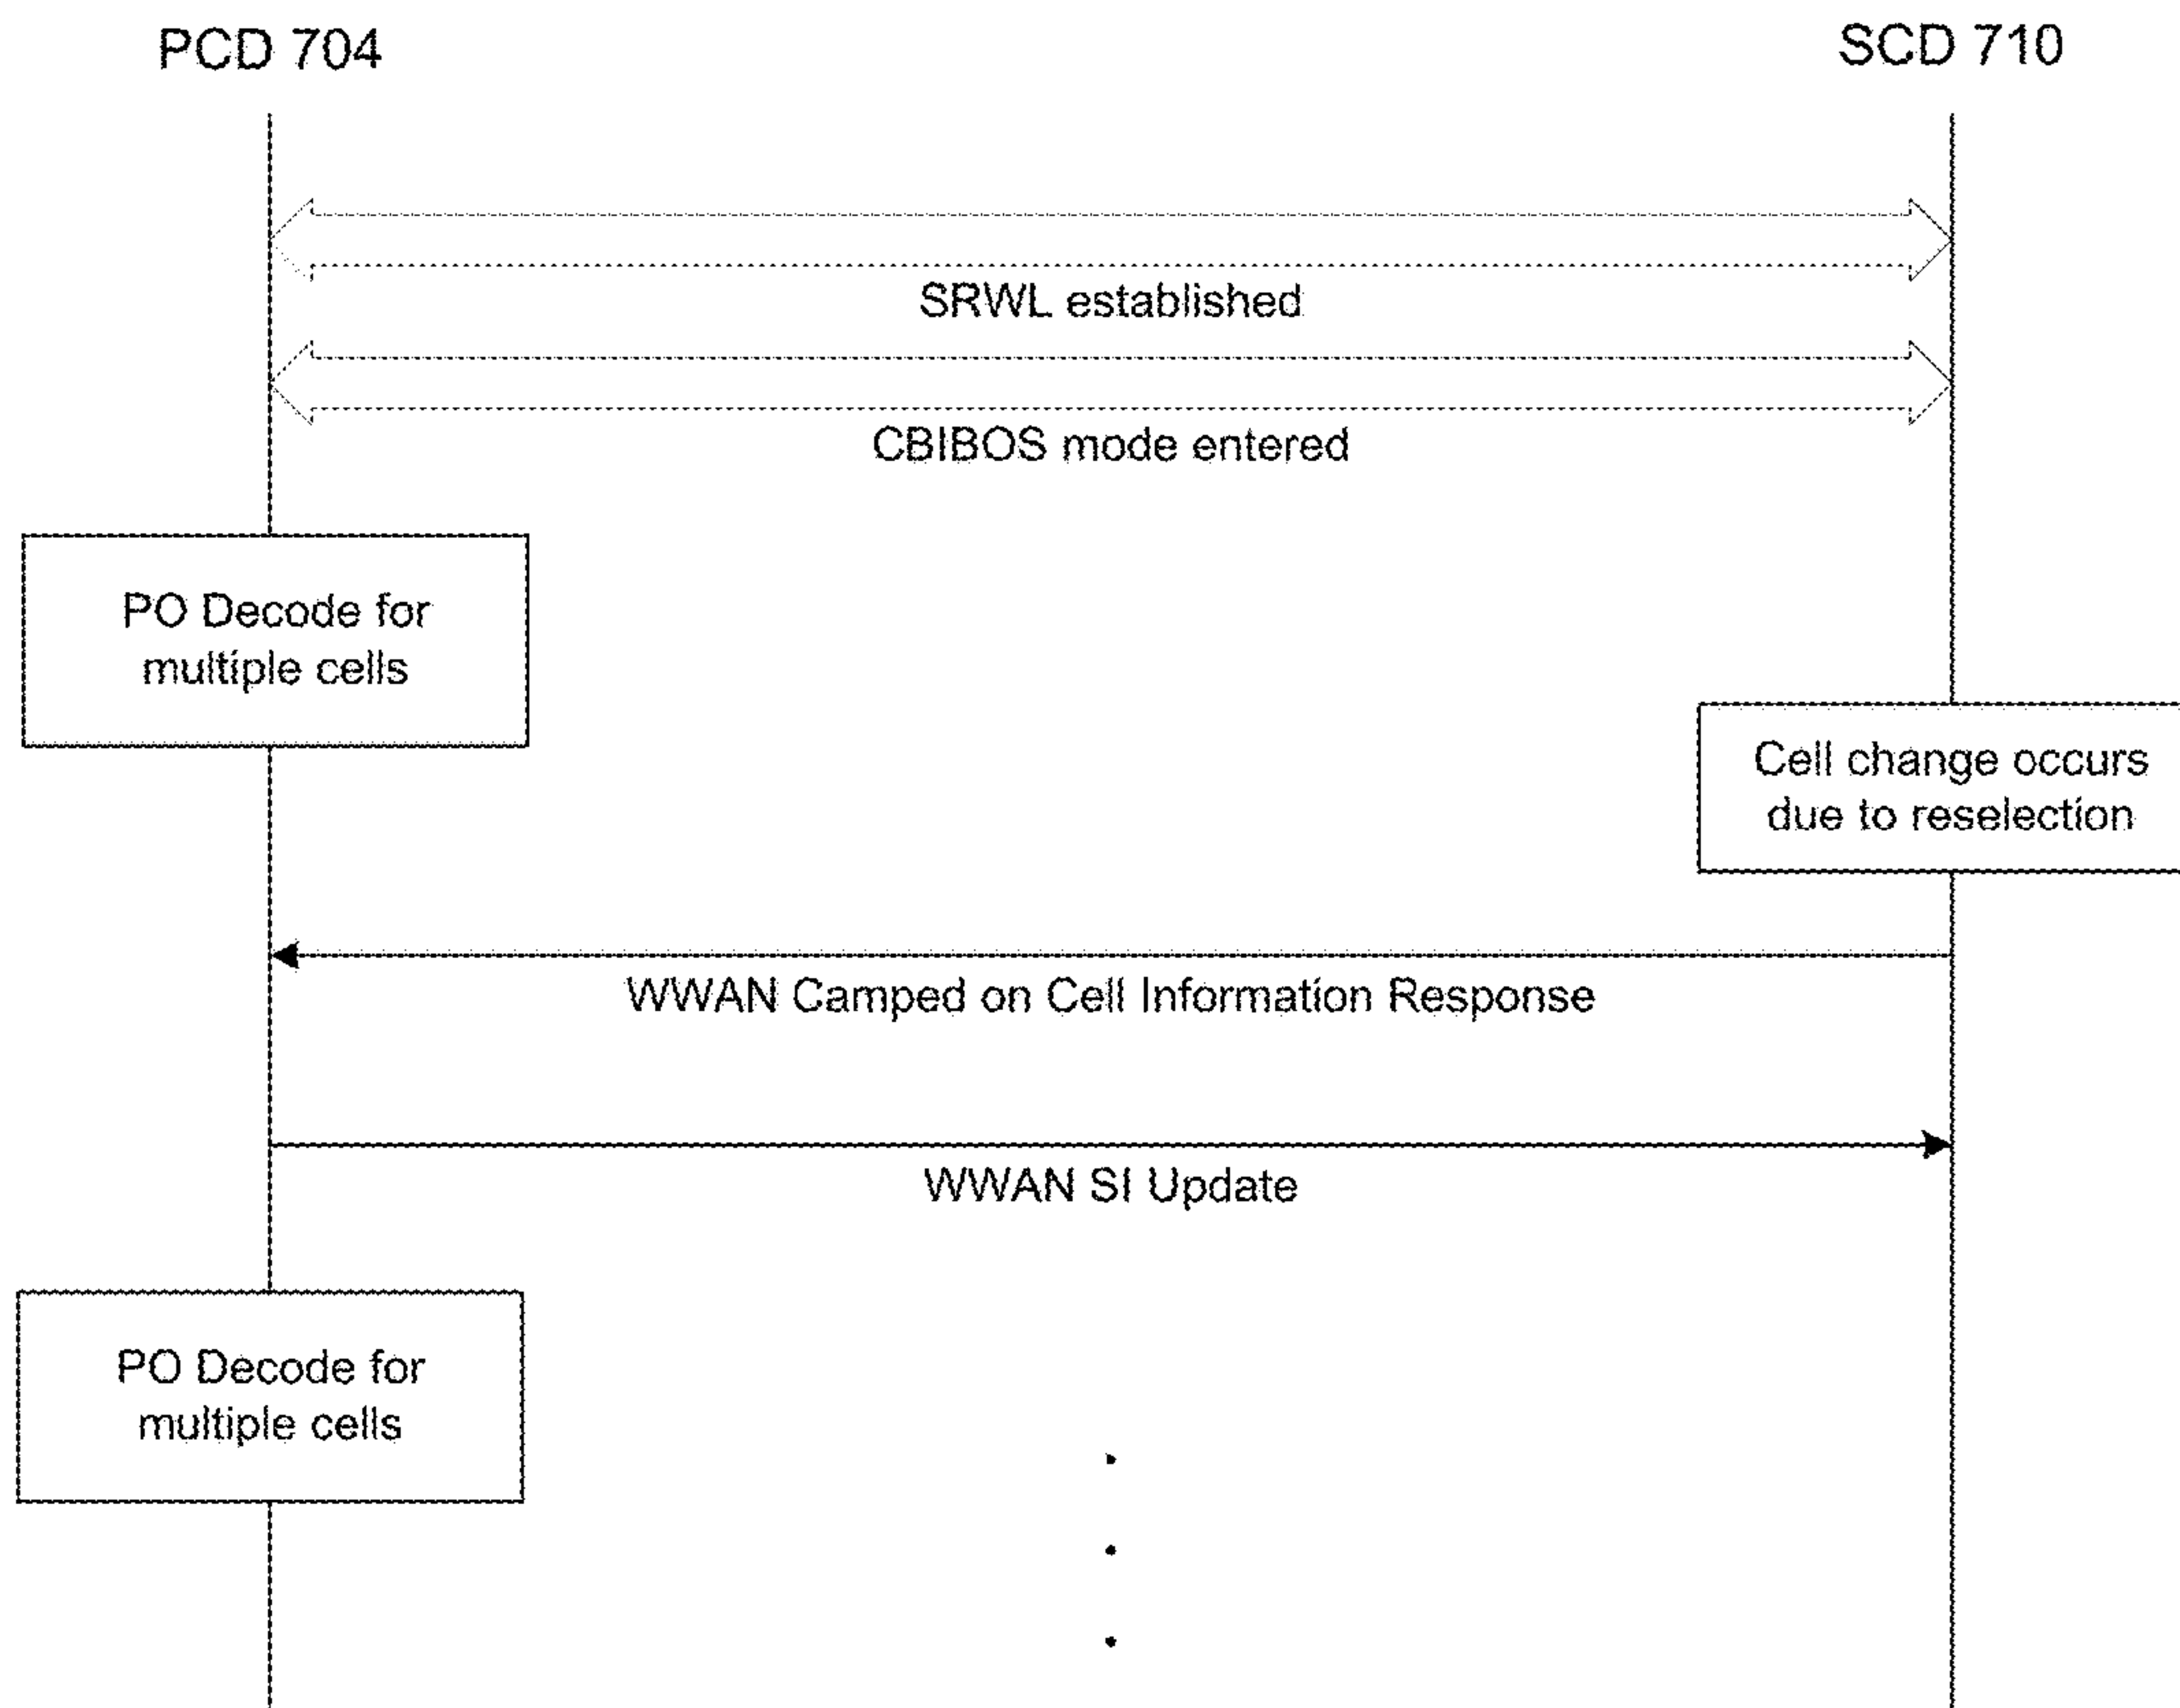 PCD 704
SCD 710
SRWL established
CBIBOS mode entered
PO Decode for
multiple cells
Cell change occurs
due to reselection
WWAN Camped on Cell Information Response
WWAN SI Update
PO Decode for
multiple cells